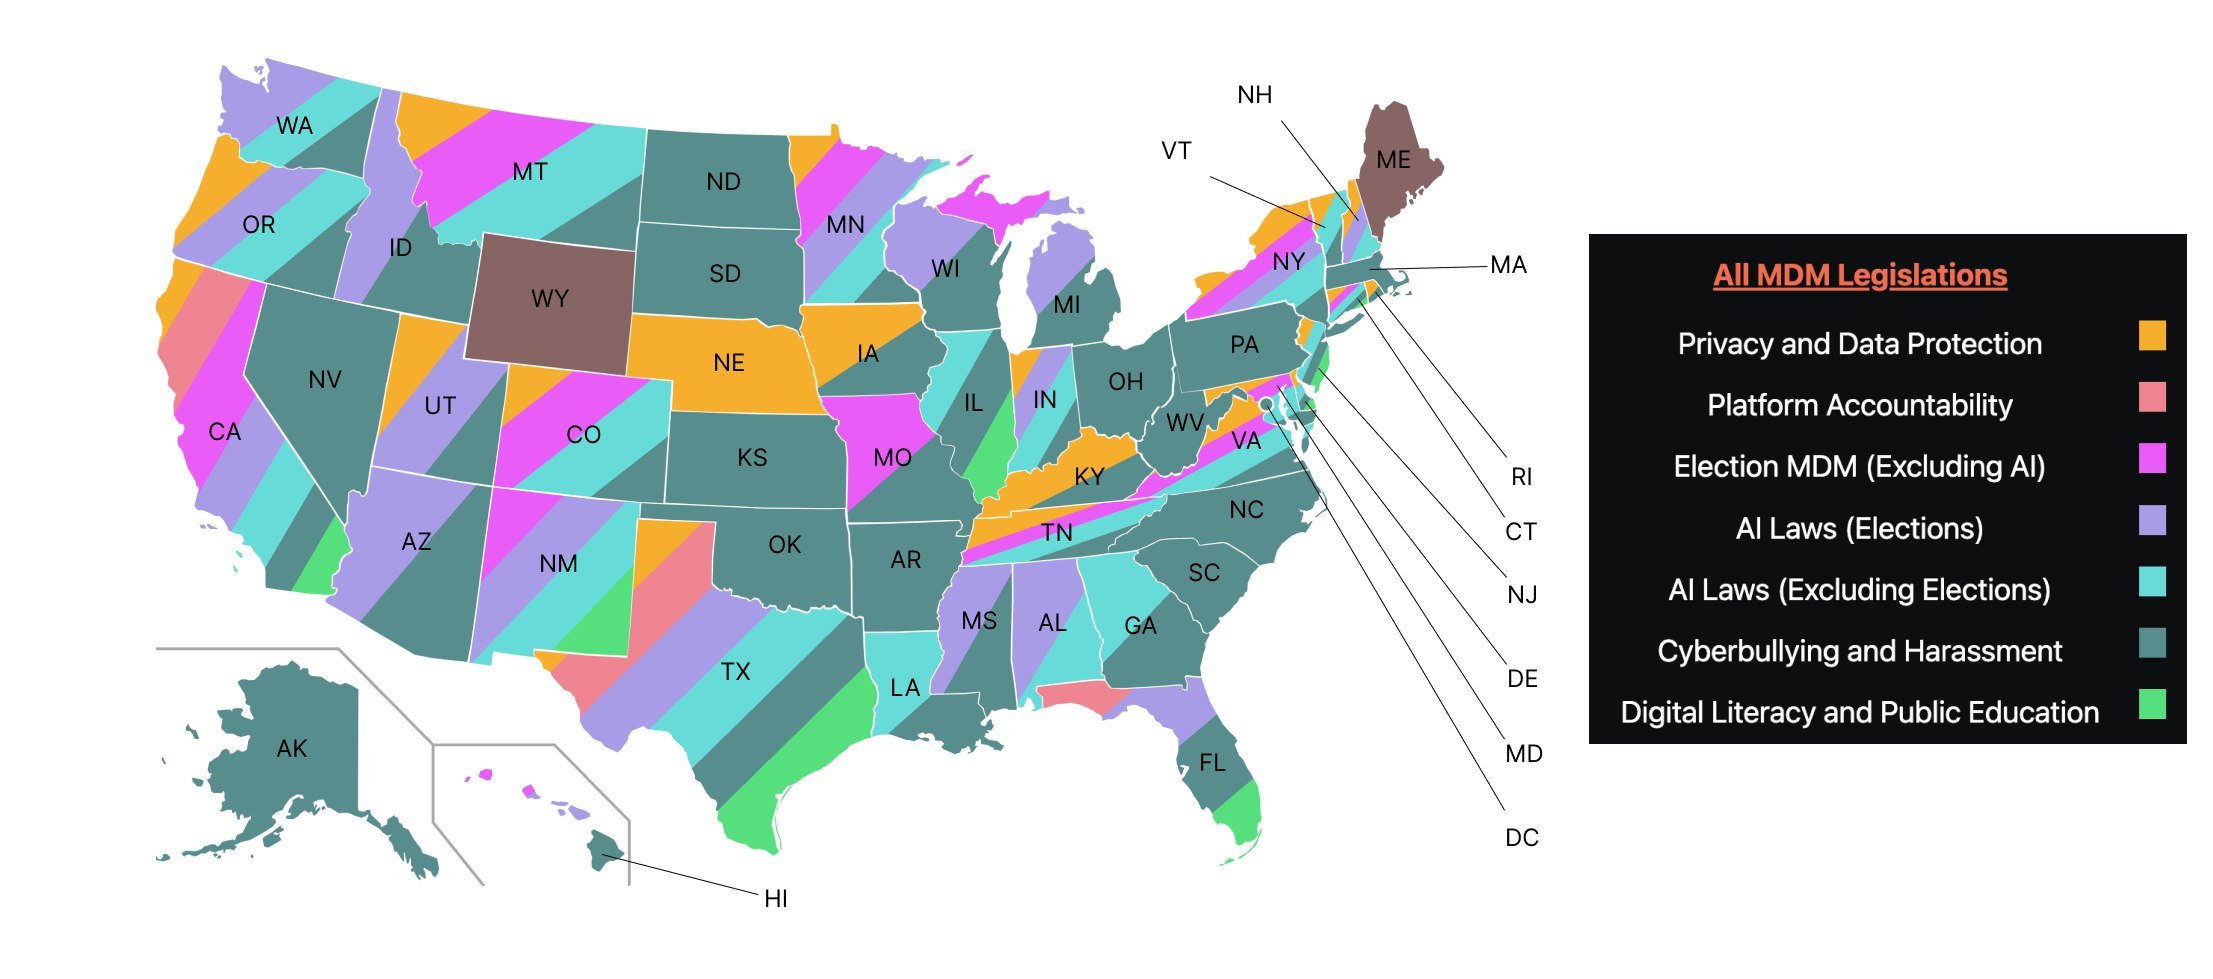 NH
VT
ME
WA
MT
ND
OR
MN
ID
SD
WI
NY
MA
MI
WY
PA
NE
IA
NV
UT
OH
IL
IN
CA
CO
WV
VA
KS
MO
KY
RI
NC
TN
CT
AZ
OK
NM
AR
SC
NJ
MS
AL
GA
TX
LA
DE
AK
FL
MD
DC
HI
All MDM Legislations
Privacy and Data Protection
Platform Accountability
Election MDM (Excluding AI)
AI Laws (Elections)
AI Laws (Excluding Elections)
Cyberbullying and Harassment
Digital Literacy and Public Education